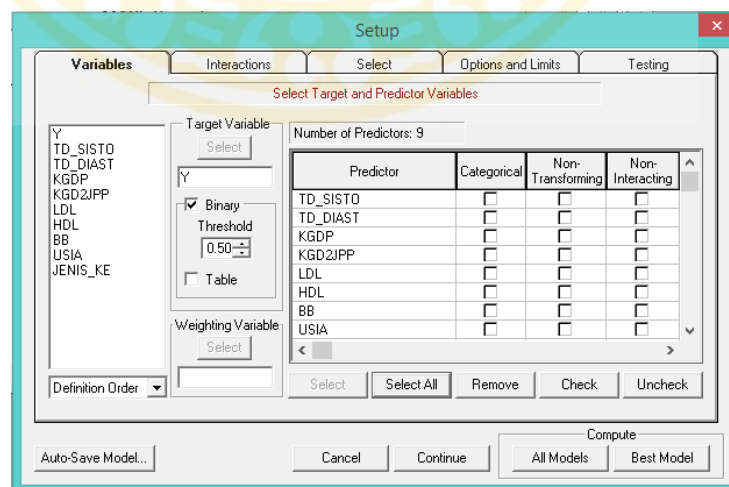 Setup
Variables
Interactions
Select
Options and Limits
Testing
Select Target and Predictor Variables
Y
TD_SISTO
TD_DIAST
KGDP
KGD2JPP
LDL
HDL
BB
USIA
JENIS_KE
Definition Order
Target Variable
Select
Y
Binary
Threshold
0.50
Table
Weighting Variable
Select
Number of Predictors: 9
Predictor Categorical Non-Transforming Non-Interacting
TD_SISTO
TD_DIAST
KGDP
KGD2JPP
LDL
HDL
BB
USIA
Select Select All Remove Check Uncheck
Compute
Auto-Save Model... Cancel Continue All Models Best Model